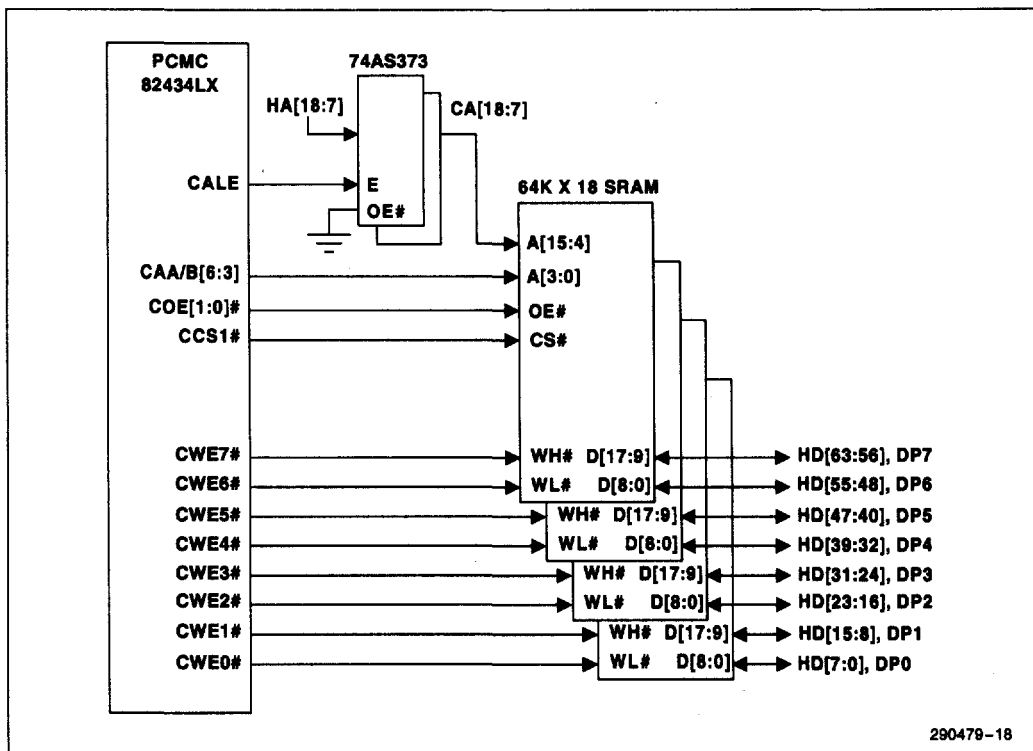 PCMC
82434LX
74AS373
HA[18:7]
CA[18:7]
CALE
E
OE#
64K X 18 SRAM
A[15:4]
CAA/B[6:3]
A[3:0]
COE[1:0]#
OE#
CCS1#
CS#
CWE7#
WH# D[17:9]
HD[63:56], DP7
CWE6#
WL# D[8:0]
HD[55:48], DP6
CWE5#
WH# D[17:9]
HD[47:40], DP5
CWE4#
WL# D[8:0]
HD[39:32], DP4
CWE3#
WH# D[17:9]
HD[31:24], DP3
CWE2#
WL# D[8:0]
HD[23:16], DP2
CWE1#
WH# D[17:9]
HD[15:8], DP1
CWE0#
WL# D[8:0]
HD[7:0], DP0
290479-18